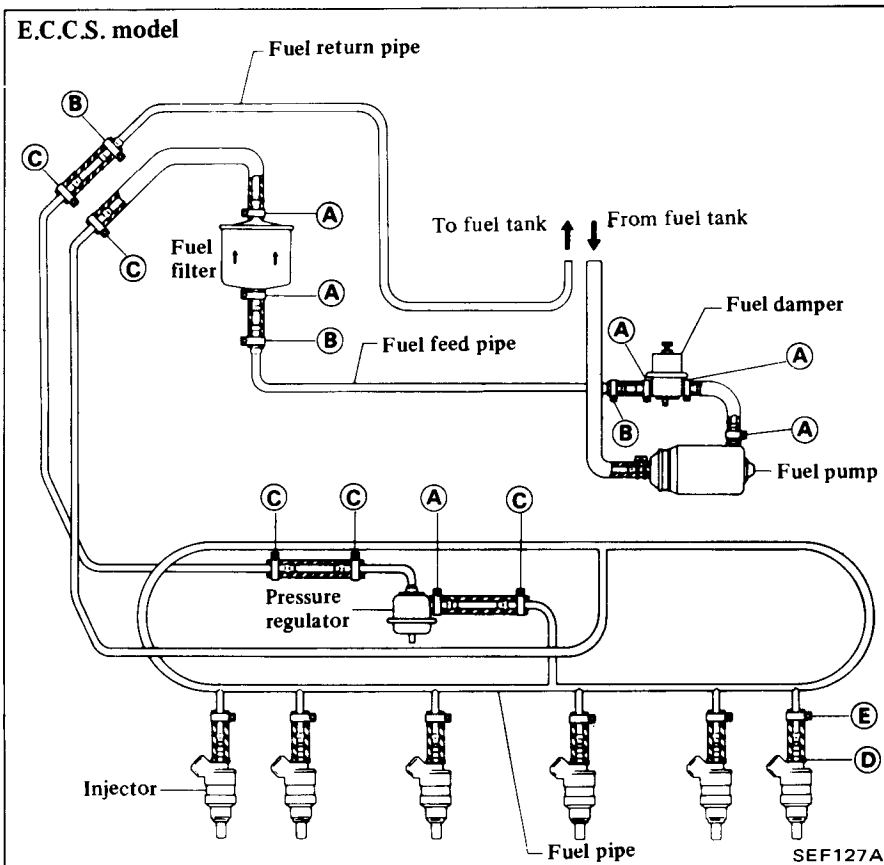 E.C.C.S. model
Fuel return pipe
B
C
C
A
To fuel tank
From fuel tank
Fuel
filter
A
B
Fuel feed pipe
Fuel damper
A
A
B
A
Fuel pump
C
C
A
C
Pressure
regulator
E
D
Injector
Fuel pipe
SEF127A